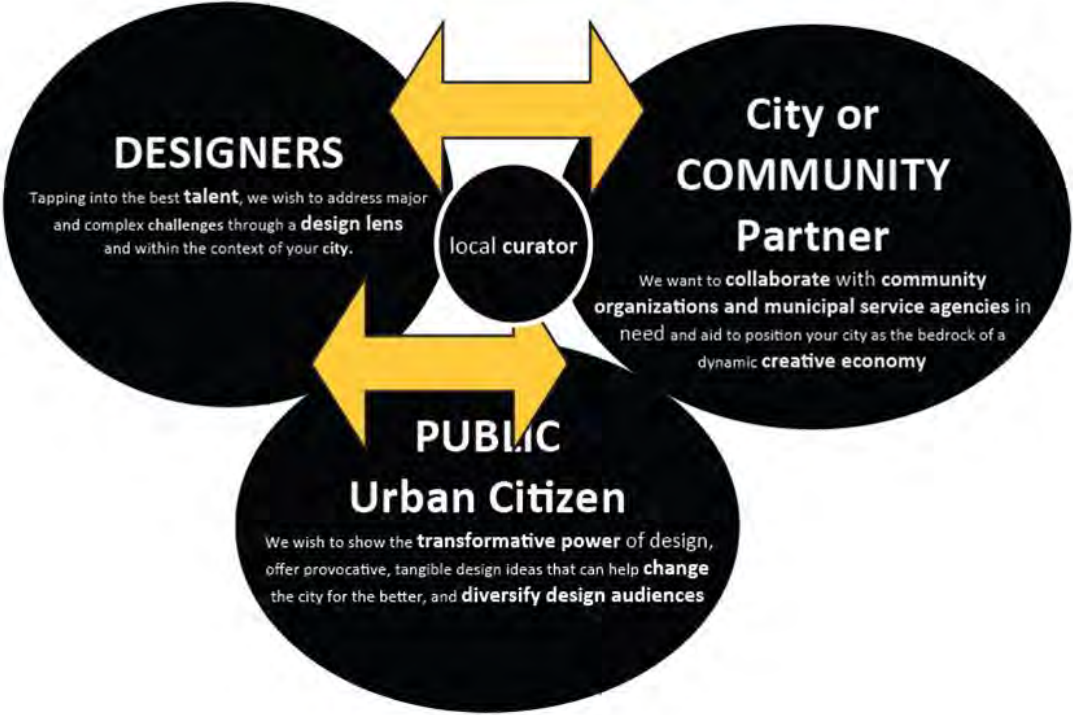 DESIGNERS
Tapping into the best talent, we wish to address major
and complex challenges through a design lens
and within the context of your city.
local curator
City or
COMMUNITY
Partner
We want to collaborate with community
organizations and municipal service agencies in
need and aid to position your city as the bedrock of a
dynamic creative economy
PUBLIC
Urban Citizen
We wish to show the transformative power of design,
offer provocative, tangible design ideas that can help change
the city for the better, and diversify design audiences